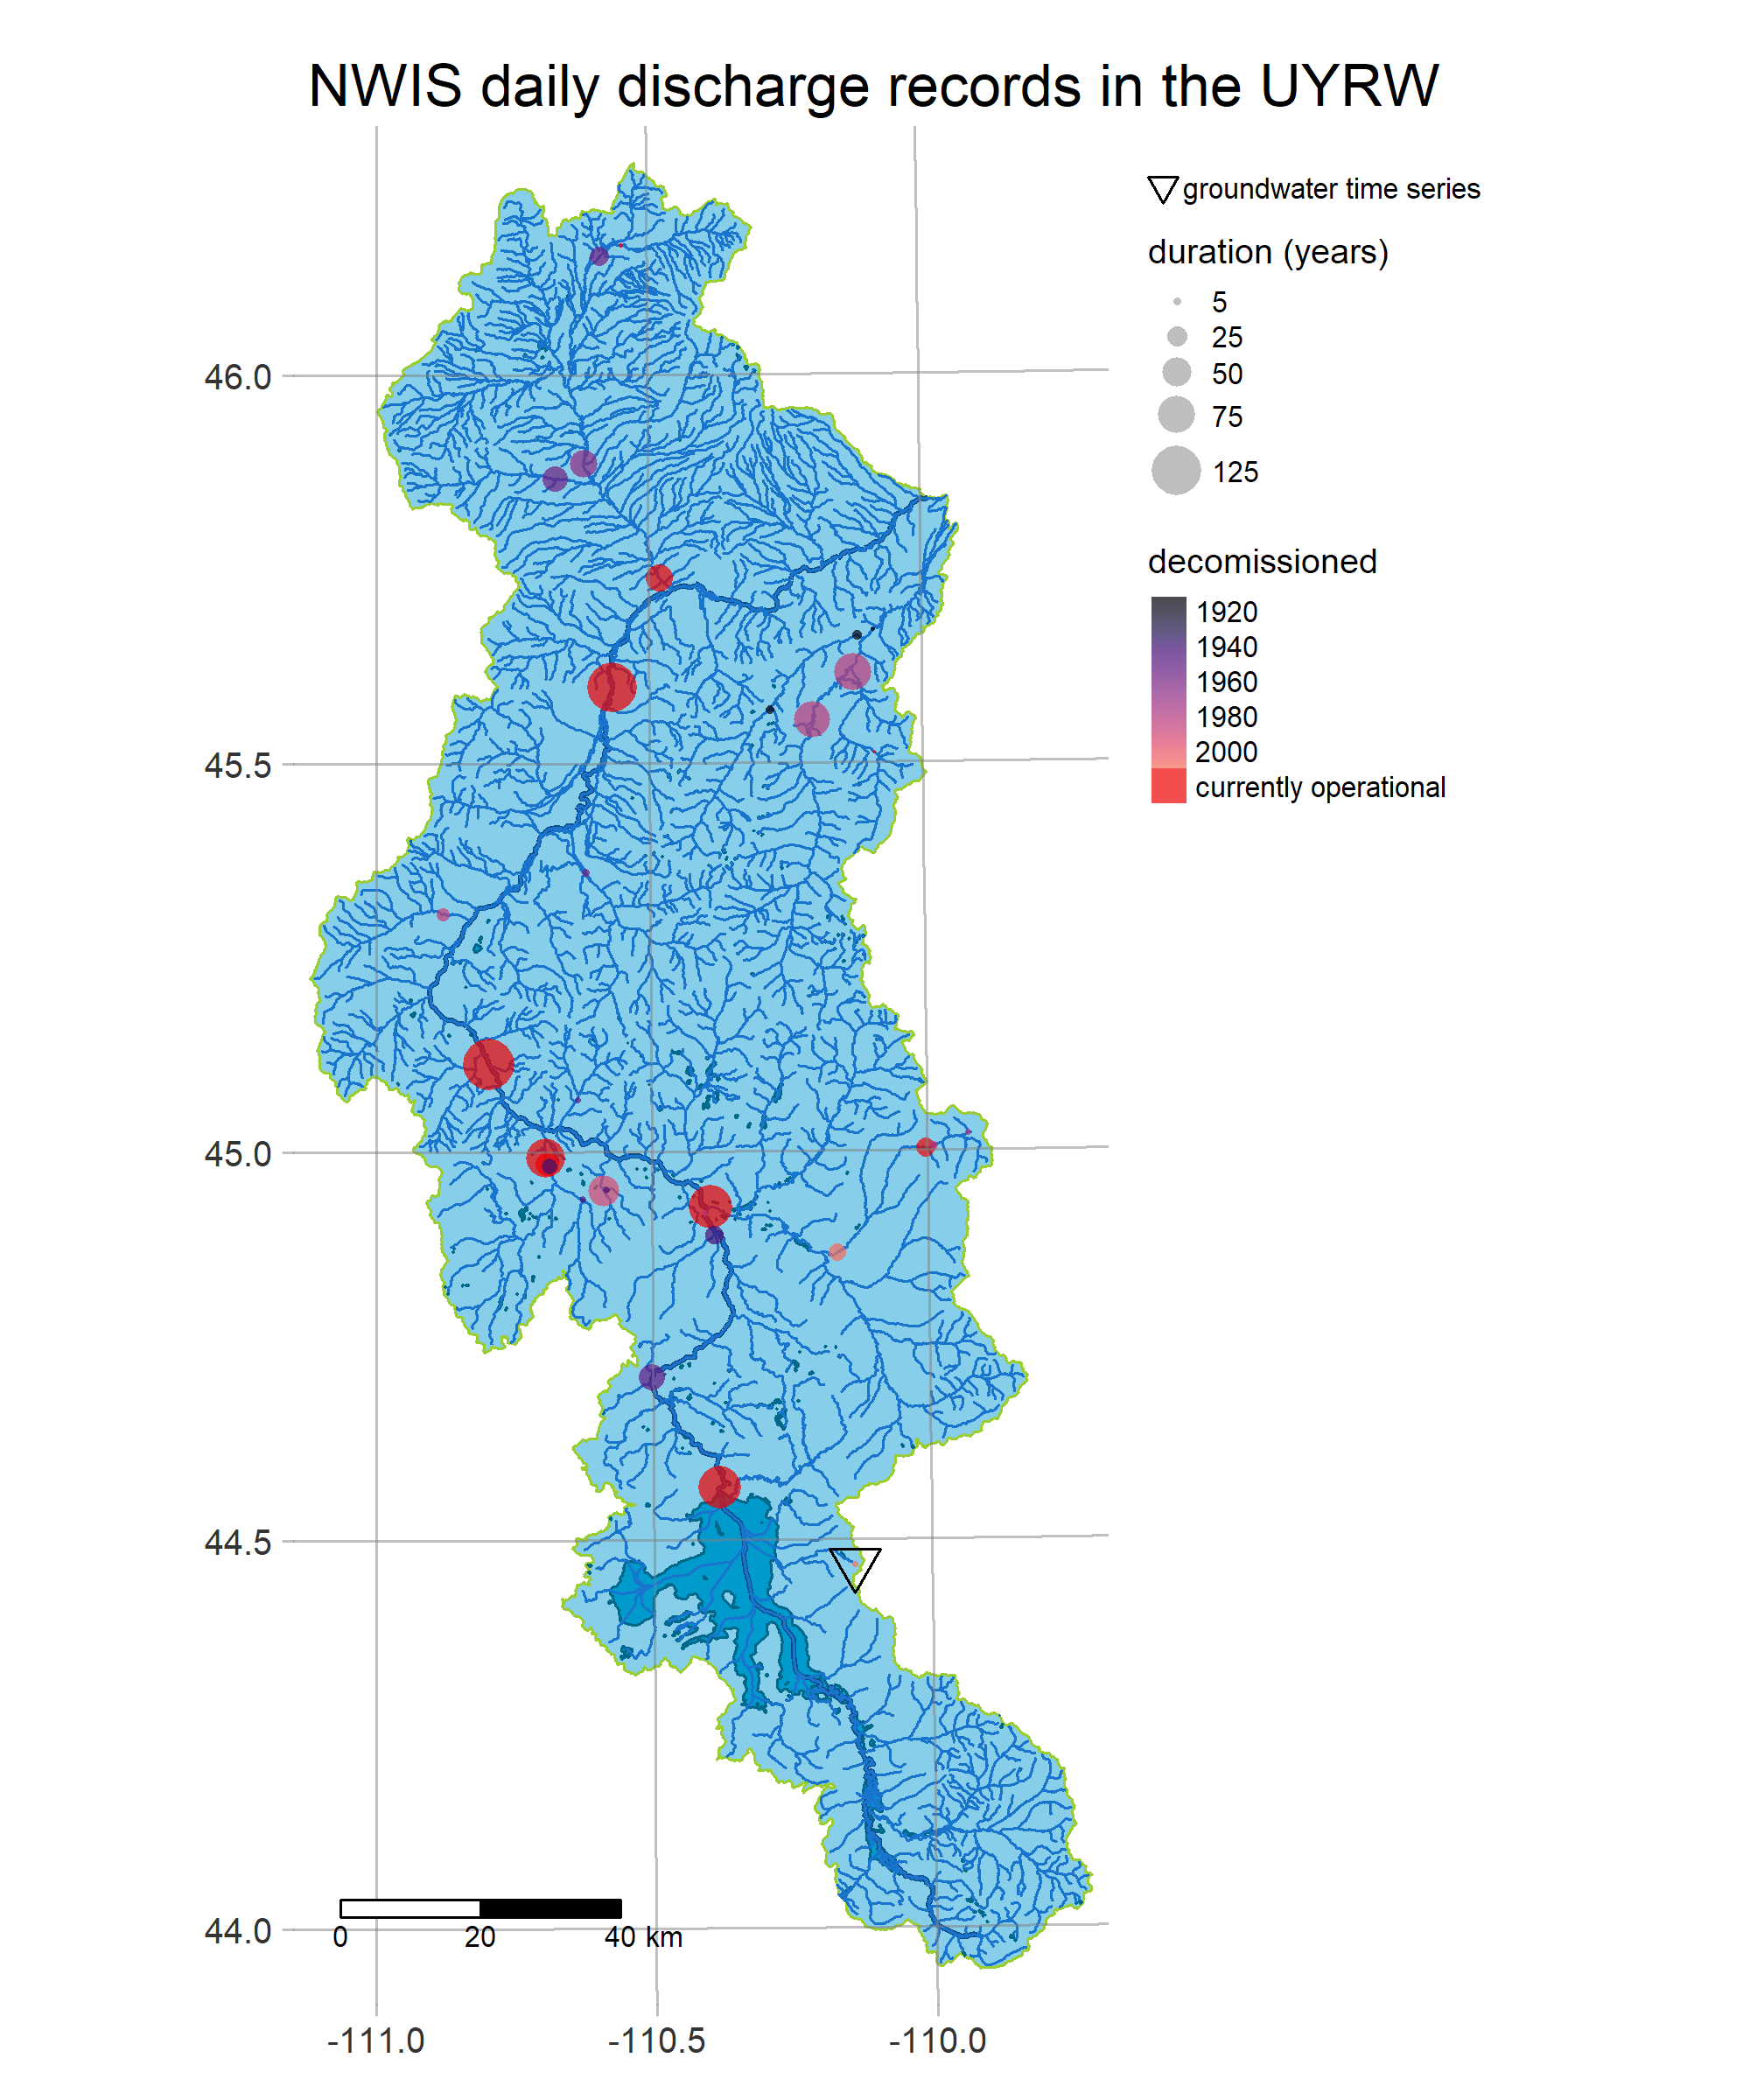 NWIS daily discharge records in the UYRW
groundwater time series
duration (years)
5
25
50
75
125
decomissioned
1920
1940
1960
1980
2000
currently operational
46.0
45.5
45.0
44.5
44.0
0 20 40 km
-111.0 -110.5 -110.0